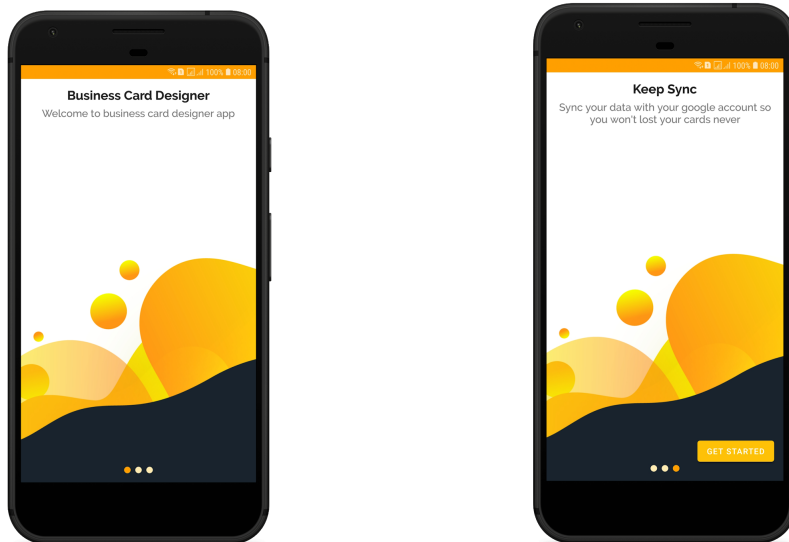 100% 08:00
Business Card Designer
Welcome to business card designer app
100% 08:00
Keep Sync
Sync your data with your google account so
you won't lost your cards never
GET STARTED